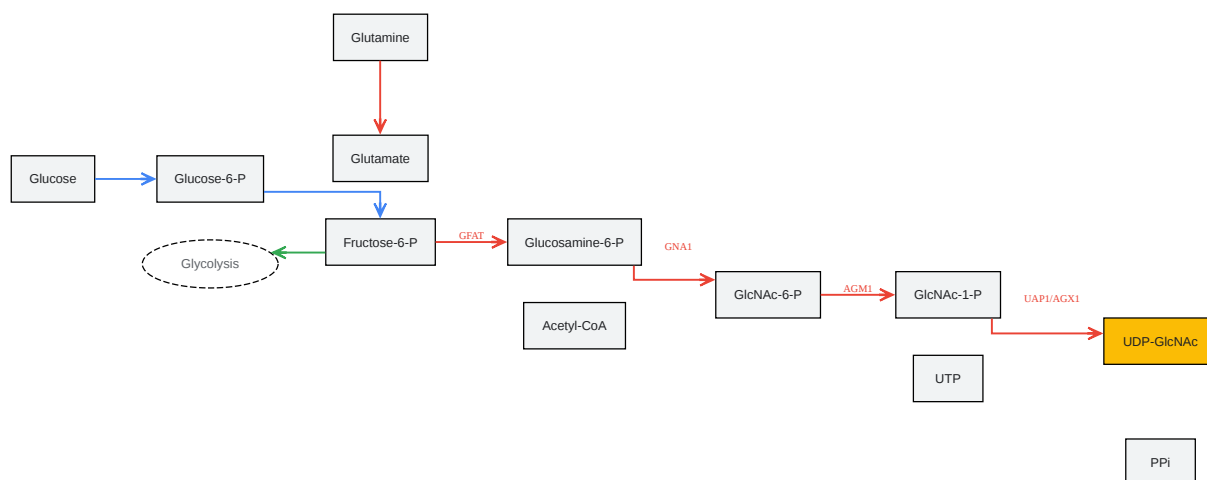 Glutamine
Glutamate
Glucose
Glucose-6-P
Fructose-6-P
GFAT
Glucosamine-6-P
GNA1
Glycolysis
GlcNAc-6-P
AGM1
GlcNAc-1-P
UAP1/AGX1
Acetyl-CoA
UDP-GlcNAc
UTP
PPi